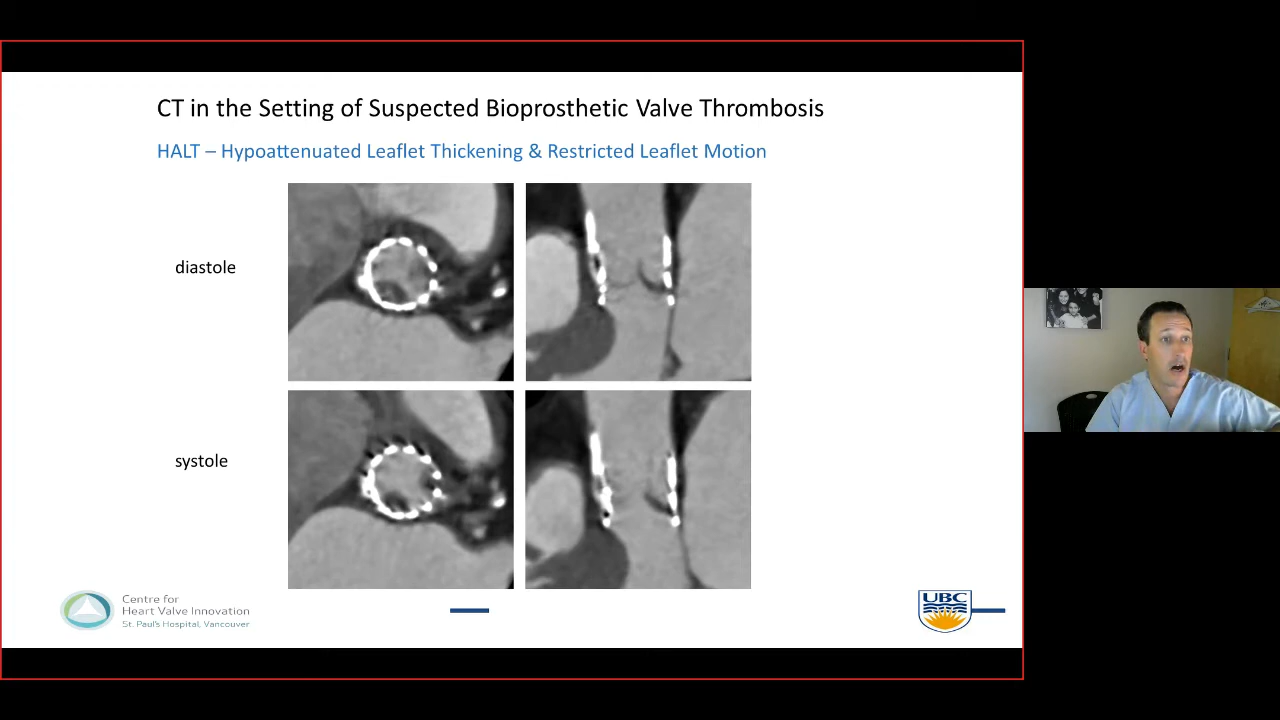 CT in the Setting of Suspected Bioprosthetic Valve Thrombosis
HALT – Hypoattenuated Leaflet Thickening & Restricted Leaflet Motion
diastole
systole
Centre for
Heart Valve Innovation
St. Paul's Hospital, Vancouver
UBC